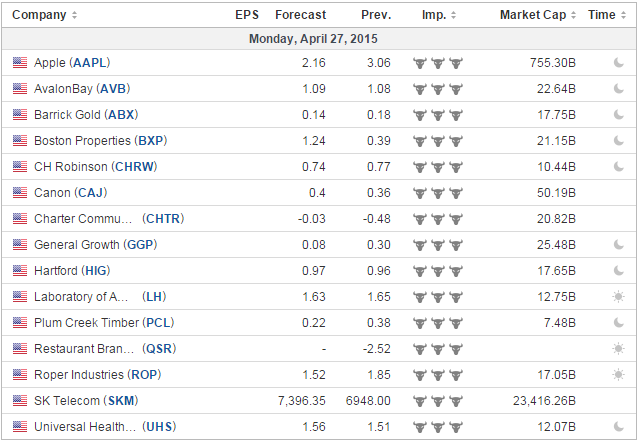 Company EPS Forecast Prev. Imp. Market Cap Time
Monday, April 27, 2015
Apple (AAPL) 2.16 3.06 755.30B
AvalonBay (AVB) 1.09 1.08 22.64B
Barrick Gold (ABX) 0.14 0.18 17.75B
Boston Properties (BXP) 1.24 0.39 21.15B
CH Robinson (CHRW) 0.74 0.77 10.44B
Canon (CAJ) 0.4 0.36 50.19B
Charter Commu... (CHTR) -0.03 -0.48 20.82B
General Growth (GGP) 0.08 0.30 25.48B
Hartford (HIG) 0.97 0.96 17.65B
Laboratory of A... (LH) 1.63 1.65 12.75B
Plum Creek Timber (PCL) 0.22 0.38 7.48B
Restaurant Bran... (QSR) - -2.52
Roper Industries (ROP) 1.52 1.85 17.05B
SK Telecom (SKM) 7,396.35 6948.00 23,416.26B
Universal Health... (UHS) 1.56 1.51 12.07B